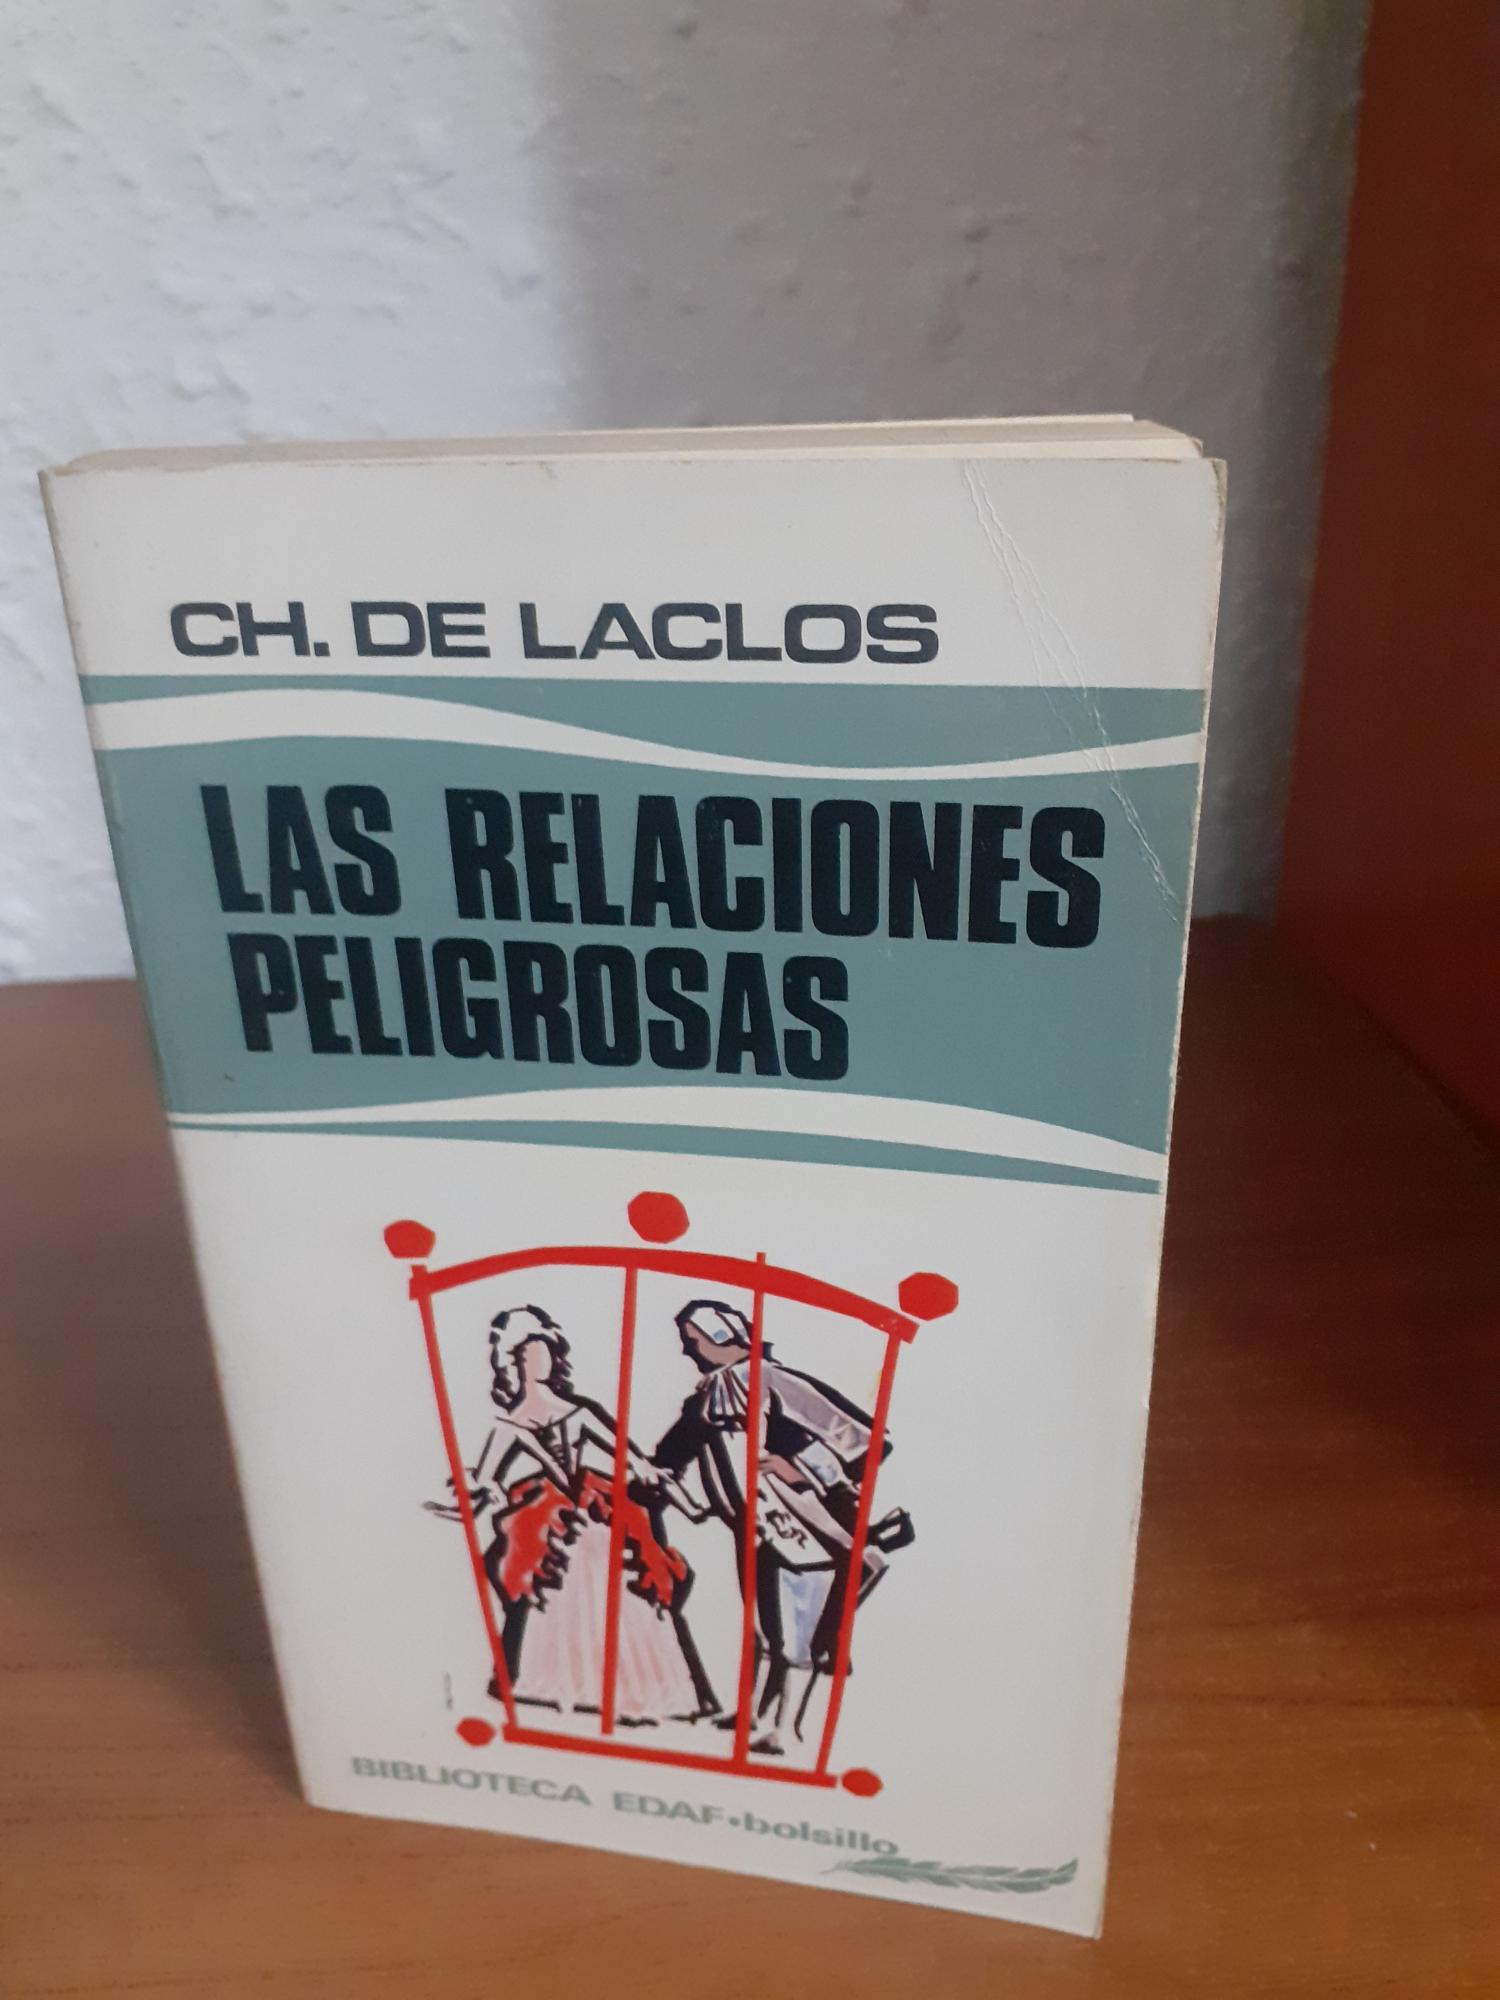 CH. DE LACLOS
LAS RELACIONES
PELIGROSAS
BIBLIOTECA EDAF•bolsillo